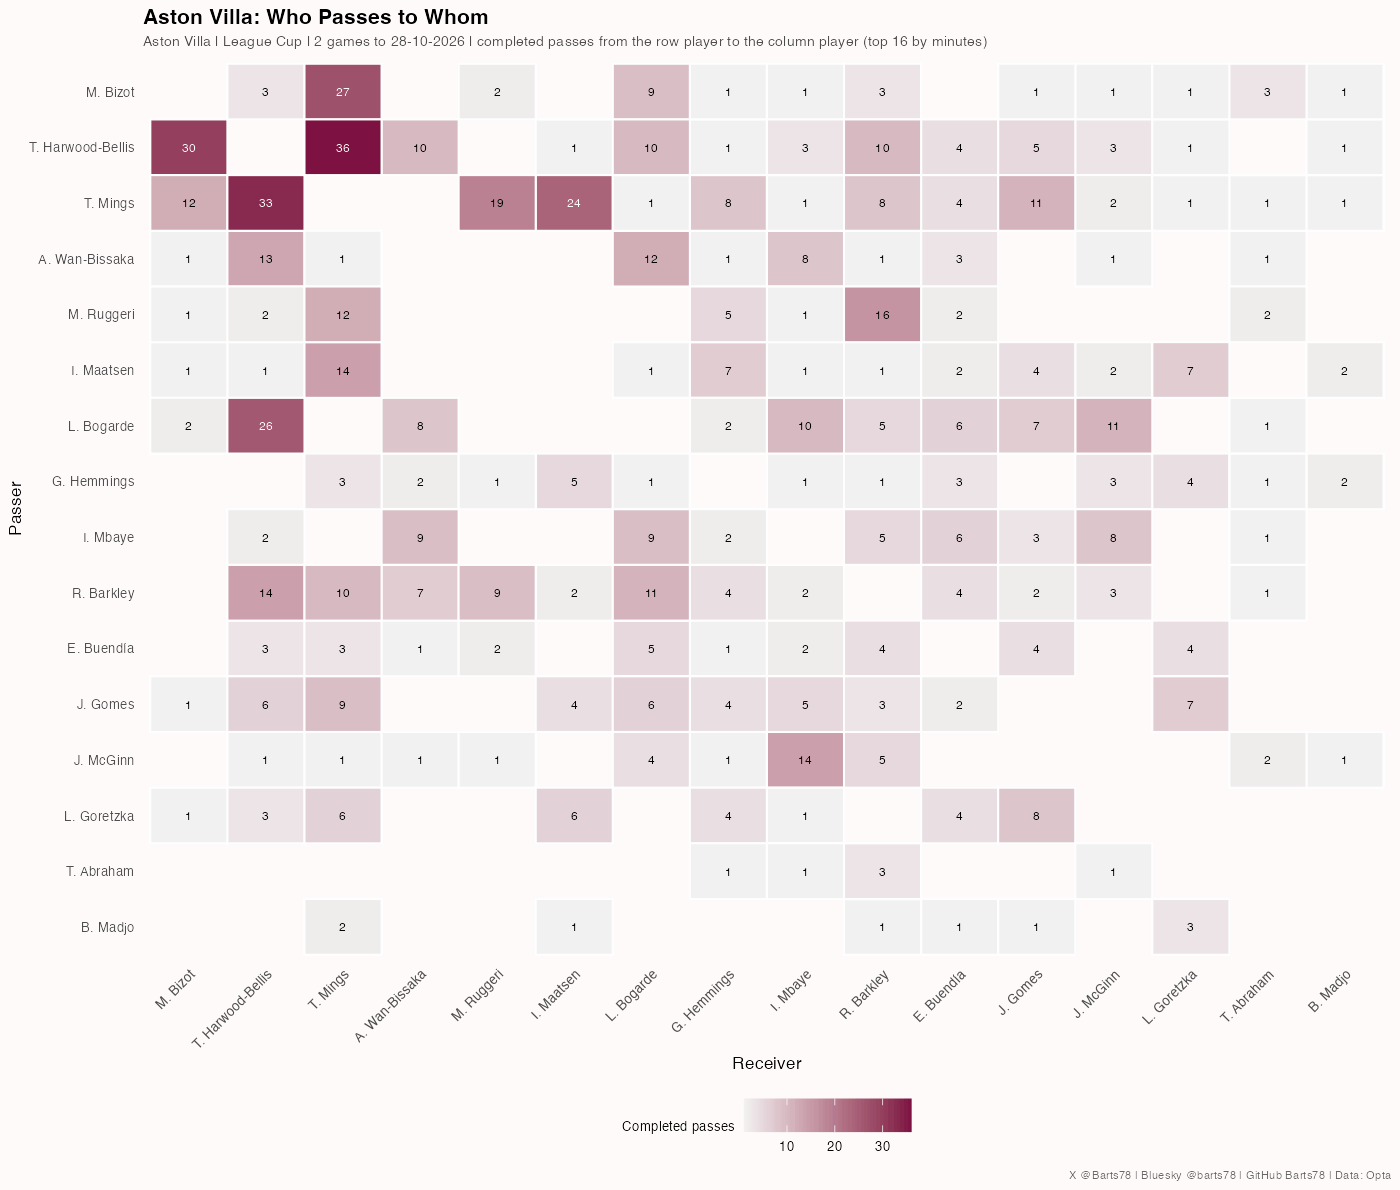 Aston Villa: Who Passes to Whom
Aston Villa | League Cup | 2 games to 28-10-2026 | completed passes from the row player to the column player (top 16 by minutes)
M. Bizot 3 27 2 9 1 1 3 1 1 1 3 1
T. Harwood-Bellis 30 36 10 1 10 1 3 10 4 5 3 1 1
T. Mings 12 33 19 24 1 8 1 8 4 11 2 1 1 1
A. Wan-Bissaka 1 13 1 12 1 8 1 3 1 1
M. Ruggeri 1 2 12 5 1 16 2 2
I. Maatsen 1 1 14 1 7 1 1 2 4 2 7 2
L. Bogarde 2 26 8 2 10 5 6 7 11 1
G. Hemmings 3 2 1 5 1 1 1 3 3 4 1 2
I. Mbaye 2 9 9 2 5 6 3 8 1
R. Barkley 14 10 7 9 2 11 4 2 4 2 3 1
E. Buendía 3 3 1 2 5 1 2 4 4 4
J. Gomes 1 6 9 4 6 4 5 3 2 7
J. McGinn 1 1 1 1 4 1 14 5 2 1
L. Goretzka 1 3 6 6 4 1 4 8
T. Abraham 1 1 3 1
B. Madjo 2 1 1 1 1 3
Passer
M. Bizot T. Harwood-Bellis T. Mings A. Wan-Bissaka M. Ruggeri I. Maatsen L. Bogarde G. Hemmings I. Mbaye R. Barkley E. Buendía J. Gomes J. McGinn L. Goretzka T. Abraham B. Madjo
Receiver
Completed passes
10 20 30
X @Barts78 | Bluesky @barts78 | GitHub Barts78 | Data: Opta